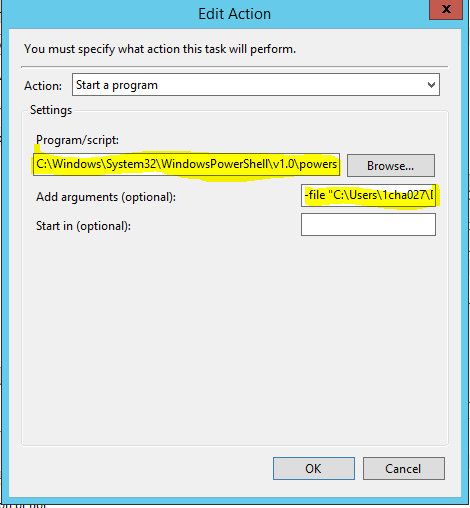 Edit Action
x
You must specify what action this task will perform.
Action: Start a program
Settings
Program/script:
C:\Windows\System32\WindowsPowerShell\v1.0\powers
Browse...
Add arguments (optional): -file "C:\Users\1cha027\
Start in (optional):
OK Cancel